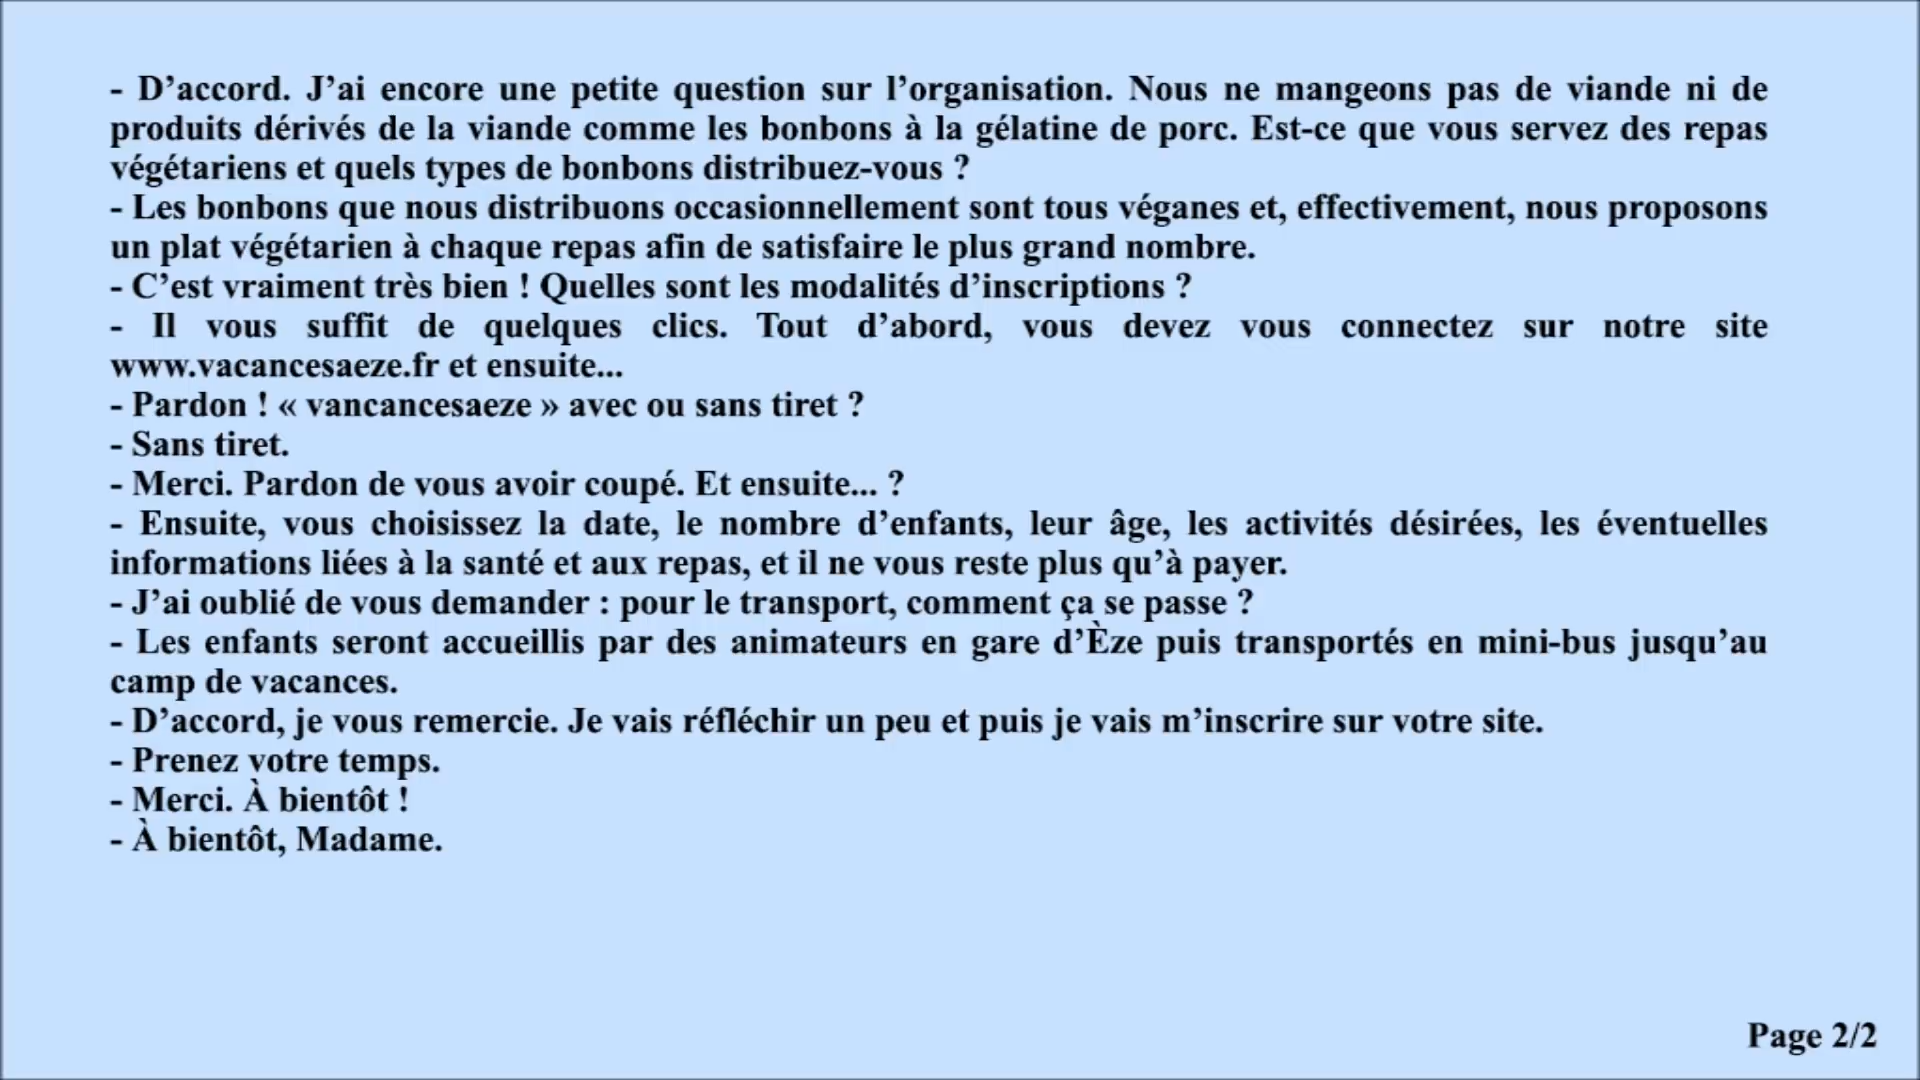 - D’accord. J’ai encore une petite question sur l’organisation. Nous ne mangeons pas de viande ni de
produits dérivés de la viande comme les bonbons à la gélatine de porc. Est-ce que vous servez des repas
végétariens et quels types de bonbons distribuez-vous ?
- Les bonbons que nous distribuons occasionnellement sont tous véganes et, effectivement, nous proposons
un plat végétarien à chaque repas afin de satisfaire le plus grand nombre.
- C’est vraiment très bien ! Quelles sont les modalités d’inscriptions ?
- Il vous suffit de quelques clics. Tout d’abord, vous devez vous connectez sur notre site
www.vacancesaeze.fr et ensuite...
- Pardon ! « vancancesaeze » avec ou sans tiret ?
- Sans tiret.
- Merci. Pardon de vous avoir coupé. Et ensuite... ?
- Ensuite, vous choisissez la date, le nombre d’enfants, leur âge, les activités désirées, les éventuelles
informations liées à la santé et aux repas, et il ne vous reste plus qu’à payer.
- J’ai oublié de vous demander : pour le transport, comment ça se passe ?
- Les enfants seront accueillis par des animateurs en gare d’Èze puis transportés en mini-bus jusqu’au
camp de vacances.
- D’accord, je vous remercie. Je vais réfléchir un peu et puis je vais m’inscrire sur votre site.
- Prenez votre temps.
- Merci. À bientôt !
- À bientôt, Madame.
Page 2/2